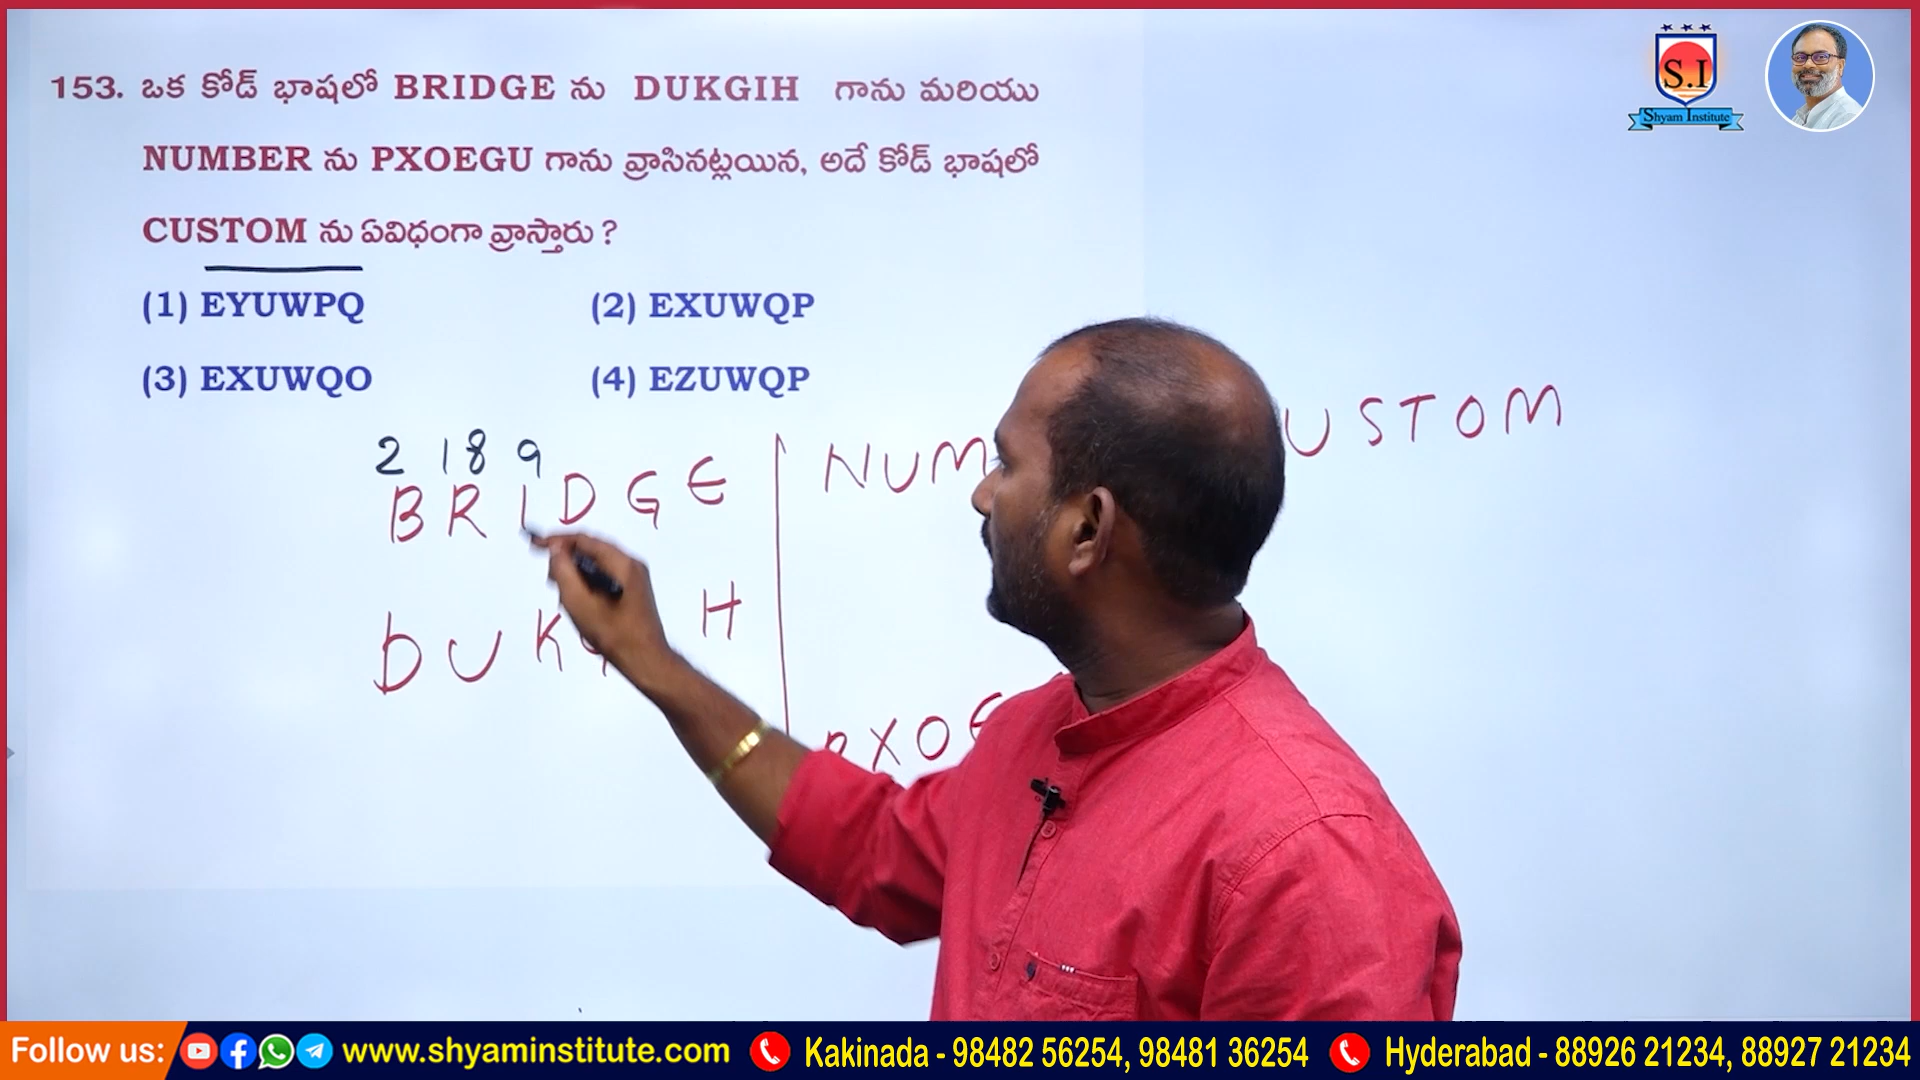 153. ఒక కోడ్ భాషలో BRIDGE ను DUKGIH గాను మరియు
NUMBER ను PXOEGU గాను వ్రాసినట్లయిన, అదే కోడ్ భాషలో
CUSTOM ను ఏవిధంగా వ్రాస్తారు ?
(1) EYUWPQ (2) EXUWQP
(3) EXUWQO (4) EZUWQP
2 18 9
BRIDGE NUM USTOM
DUK H
PXOE
S.I
Shyam Institute
Follow us: www.shyaminstitute.com Kakinada - 98482 56254, 98481 36254 Hyderabad - 88926 21234, 88927 21234